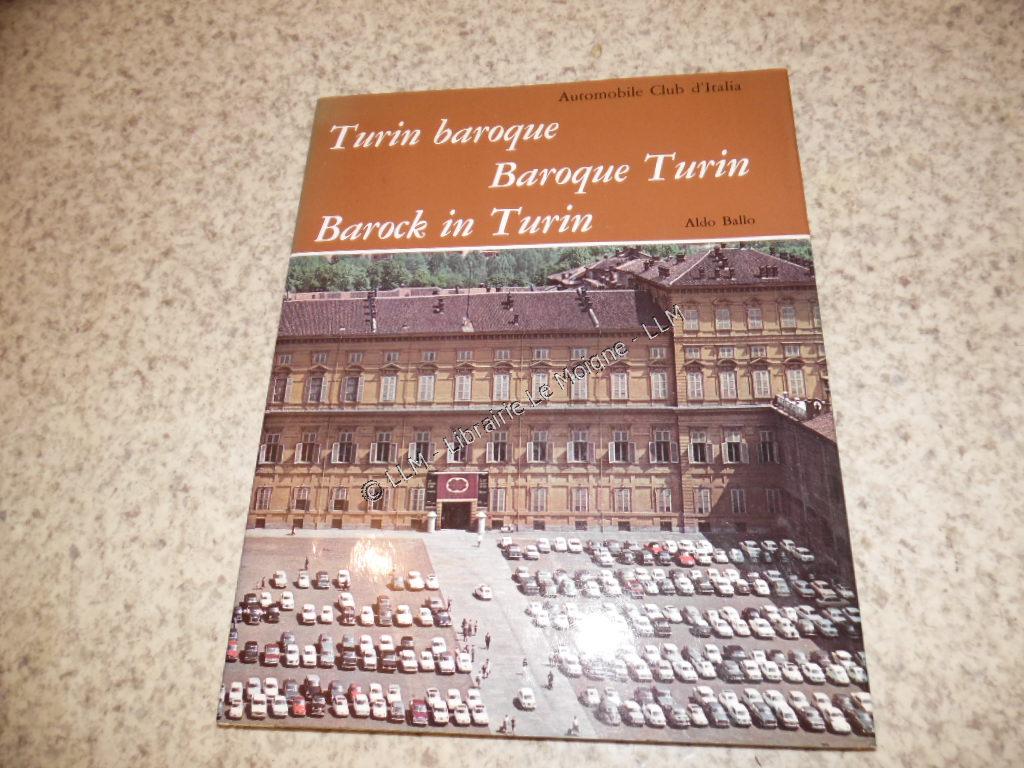 Automobile Club d'Italia
Turin baroque
Baroque Turin
Barock in Turin
Aldo Ballo
© LLM - Librairie Le Moigne - LLM